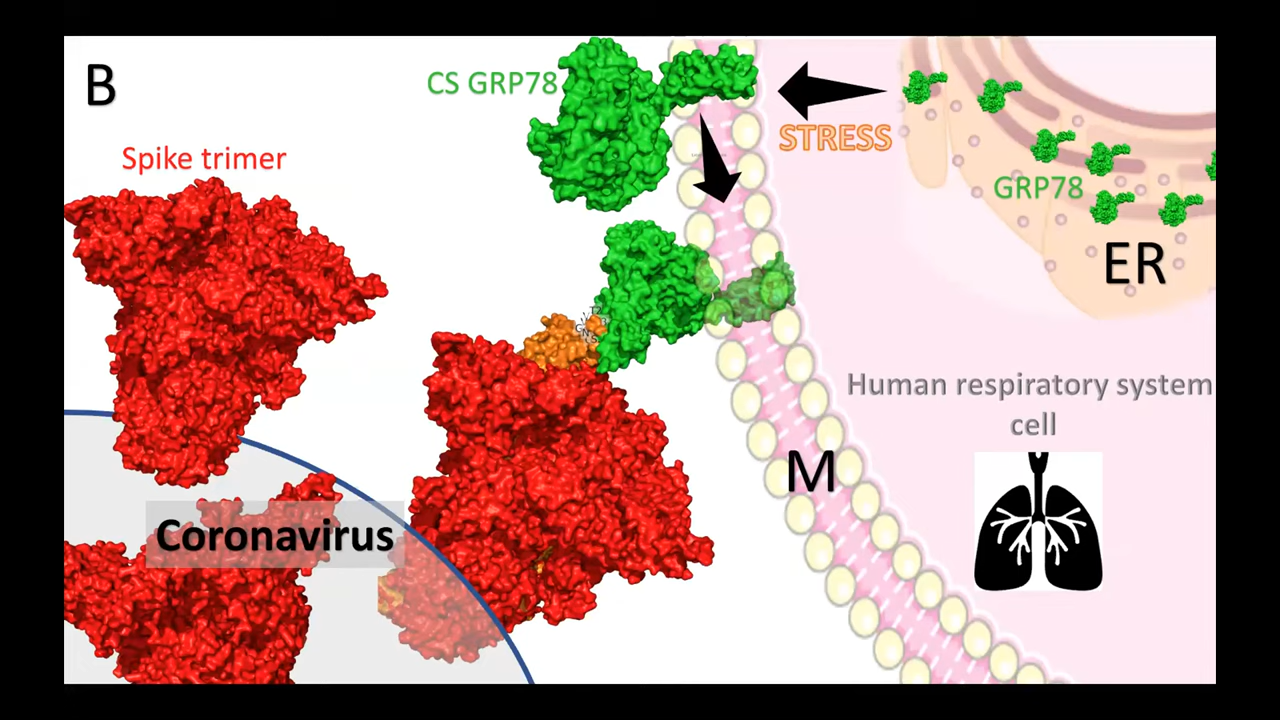 B
CS GRP78
STRESS
Spike trimer
GRP78
ER
Human respiratory system
cell
M
Coronavirus